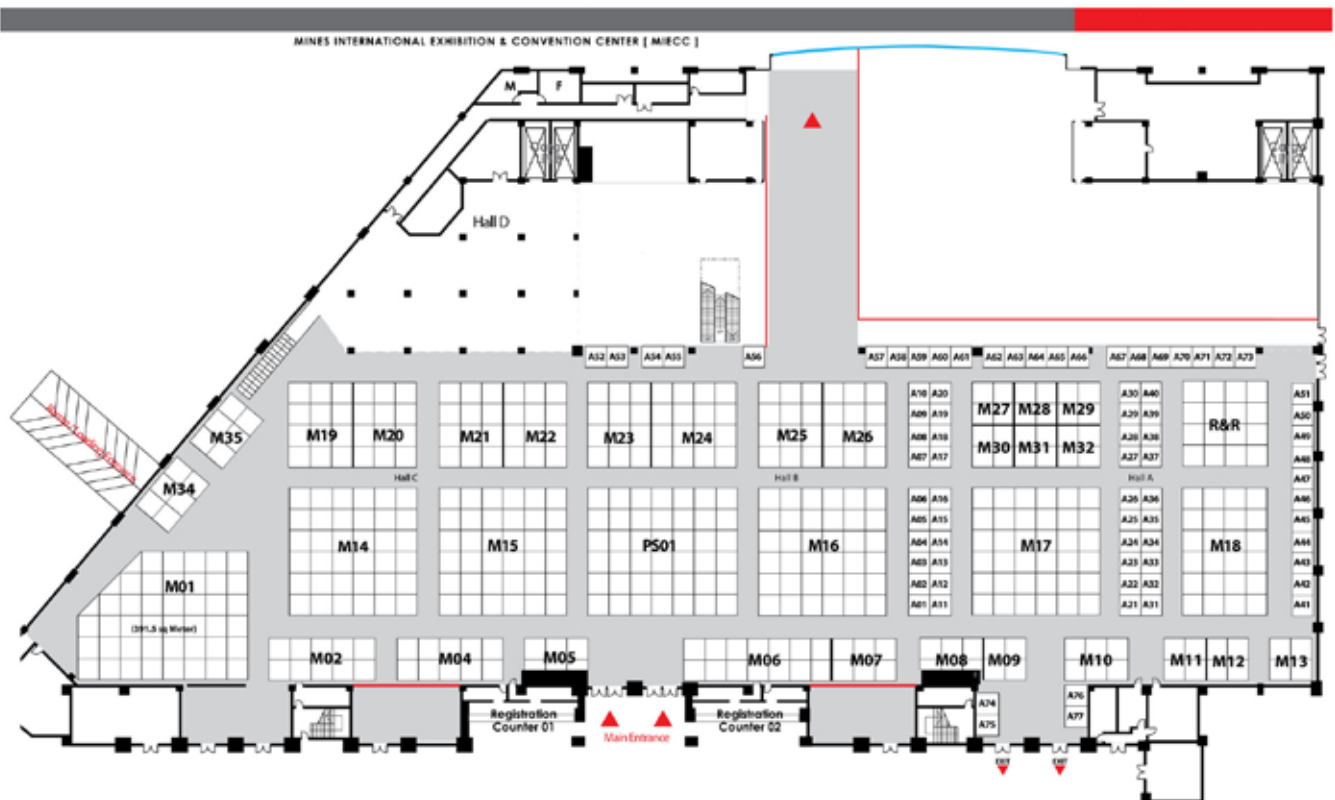 MINES INTERNATIONAL EXHIBITION & CONVENTION CENTER [ MIECC ]
M F
Hall D
A52 A53 A54 A55 A56 A57 A58 A59 A60 A61 A62 A63 A64 A65 A66 A67 A68 A69 A70 A71 A72 A73
A10 A20 A30 A40 A51
M27 M28 M29
A09 A19 A29 A39 A50
R&R
M35 M19 M20 M21 M22 M23 M24 M25 M26
A08 A18 A28 A38 A49
M30 M31 M32
A07 A17 A27 A37 A48
Hall C Hall B Hall A A47
M34
A06 A16 A26 A36 A46
A05 A15 A25 A35 A45
M14 M15 PS01 M16 M17 M18
A04 A14 A24 A34 A44
A03 A13 A23 A33 A43
M01
A02 A12 A22 A32 A42
A01 A11 A21 A31 A41
(391.5 sq Meter)
M02 M04 M05 M06 M07 M08 M09 M10 M11 M12 M13
A74 A76
Registration Registration
Counter 01 Counter 02
A75 A77
Main Entrance
EXIT EXIT